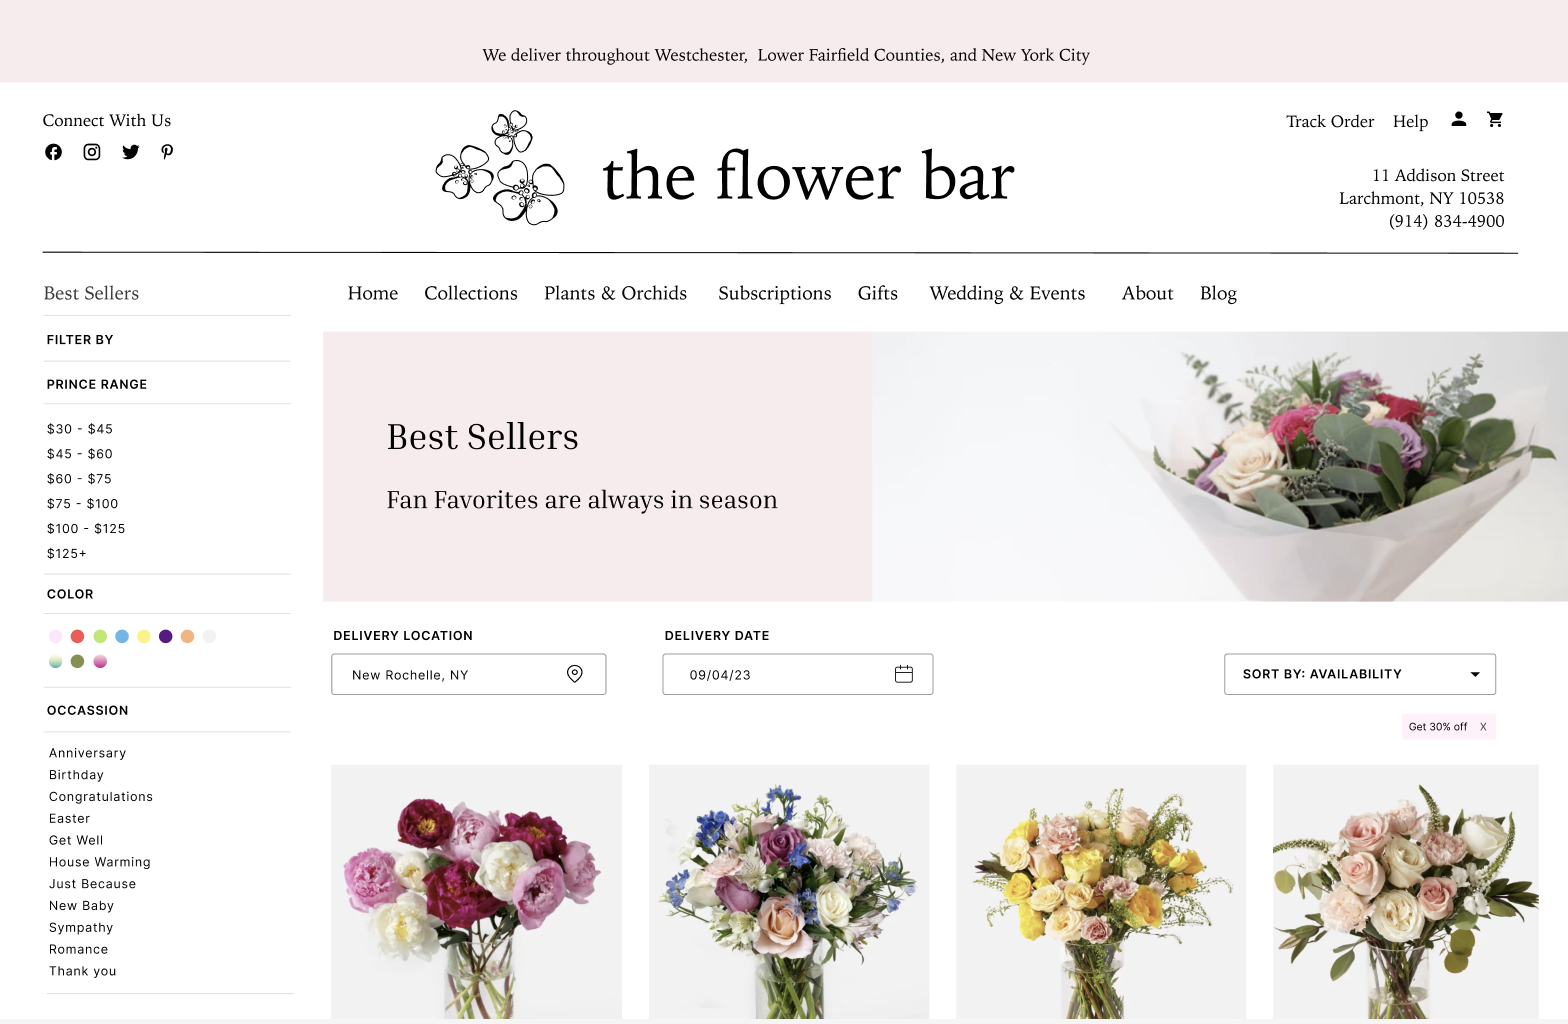 We deliver throughout Westchester,  Lower Fairfield Counties, and New York City
Connect With Us
the flower bar
Track Order
Help
11 Addison Street
Larchmont, NY 10538
(914) 834-4900
Best Sellers
Home
Collections
Plants & Orchids
Subscriptions
Gifts
Wedding & Events
About
Blog
FILTER BY
PRINCE RANGE
$30 - $45
$45 - $60
$60 - $75
$75 - $100
$100 - $125
$125+
COLOR
OCCASSION
Anniversary
Birthday
Congratulations
Easter
Get Well
House Warming
Just Because
New Baby
Sympathy
Romance
Thank you
Best Sellers
Fan Favorites are always in season
DELIVERY LOCATION
New Rochelle, NY
DELIVERY DATE
09/04/23
SORT BY: AVAILABILITY
Get 30% off X